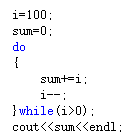 i=100;
sum=0;
do
{
sum+=i;
i--;
}while(i>0);
cout<<sum<<endl;